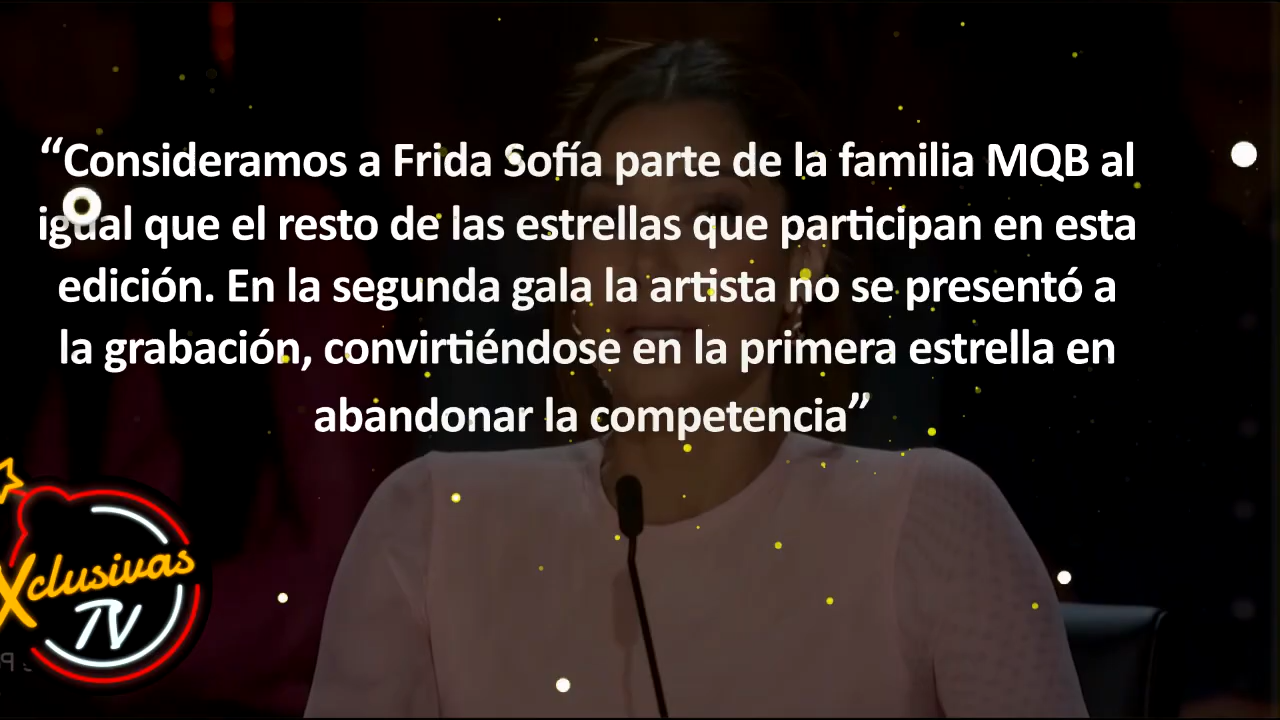 “Consideramos a Frida Sofía parte de la familia MQB al
igual que el resto de las estrellas que participan en esta
edición. En la segunda gala la artista no se presentó a
la grabación, convirtiéndose en la primera estrella en
abandonar la competencia”
Xclusivas
TV